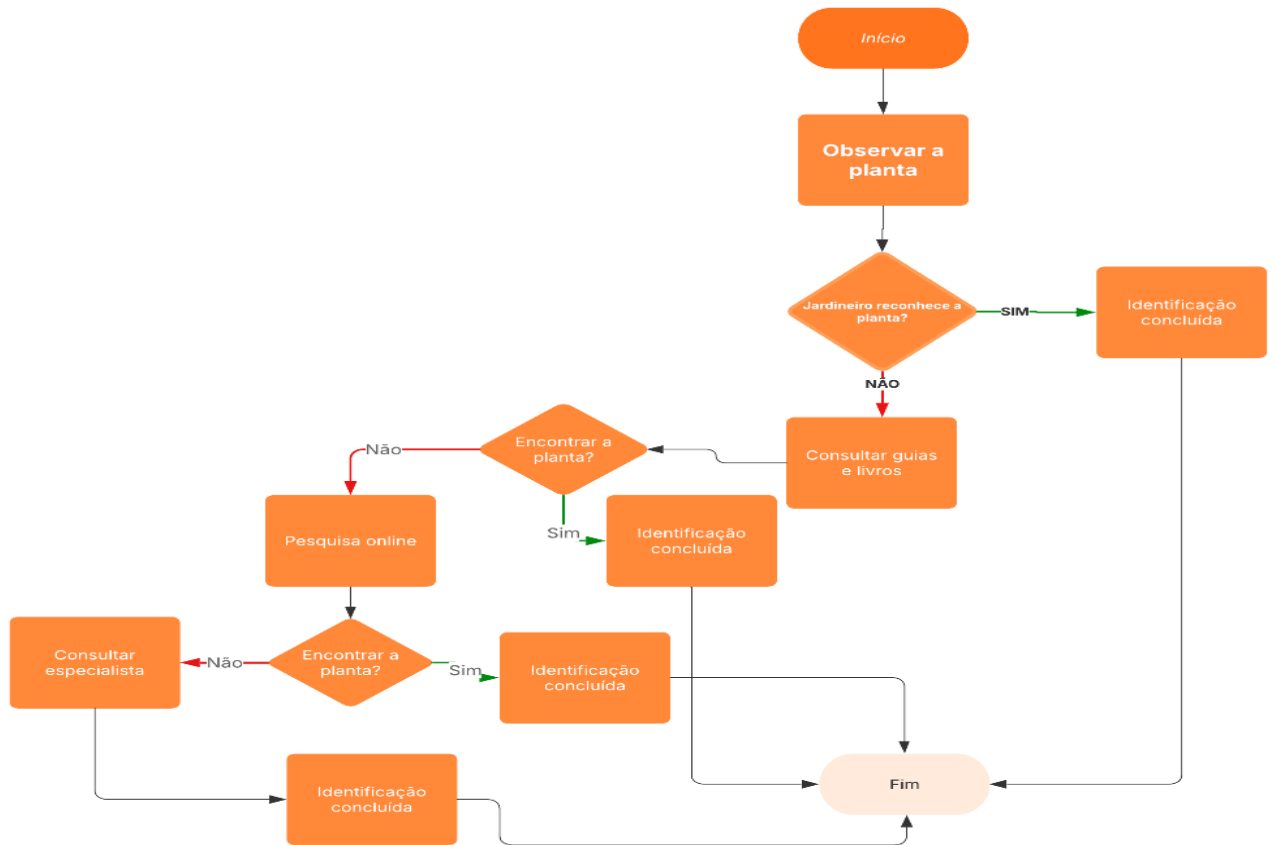 Início
Observar a
planta
Jardineiro reconhece a
planta?
SIM
Identificação
concluída
NÃO
Consultar guias
e livros
Encontrar a
planta?
Não
Sim
Identificação
concluída
Pesquisa online
Encontrar a
planta?
Não
Sim
Consultar
especialista
Identificação
concluída
Identificação
concluída
Fim